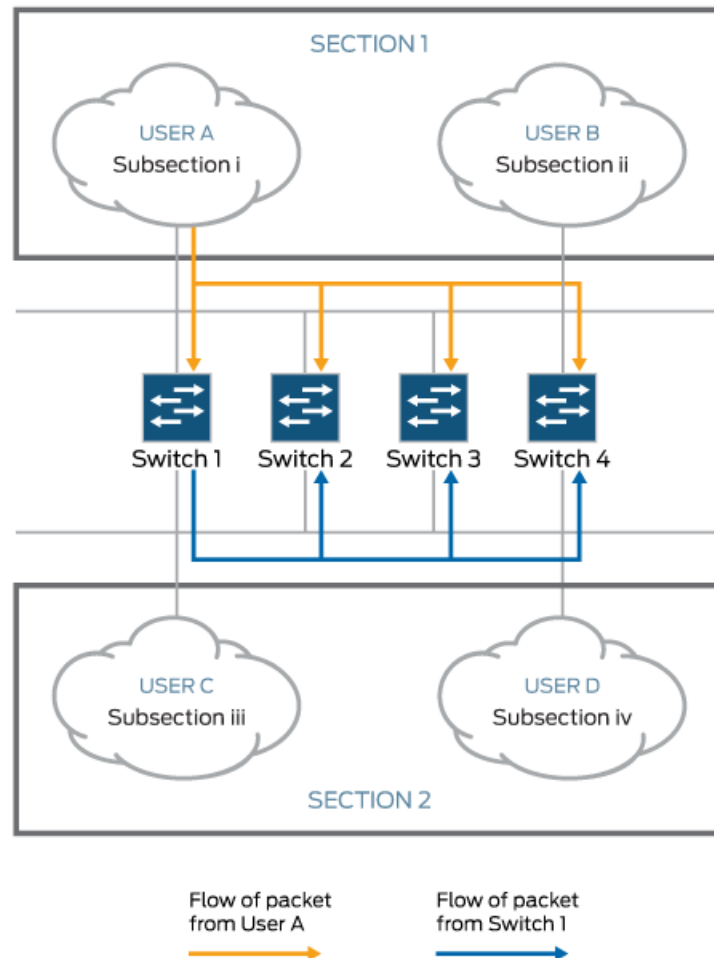 SECTION 1
USER A
Subsection i
USER B
Subsection ii
Switch 1
Switch 2
Switch 3
Switch 4
USER C
Subsection iii
USER D
Subsection iv
SECTION 2
Flow of packet
from User A
Flow of packet
from Switch 1